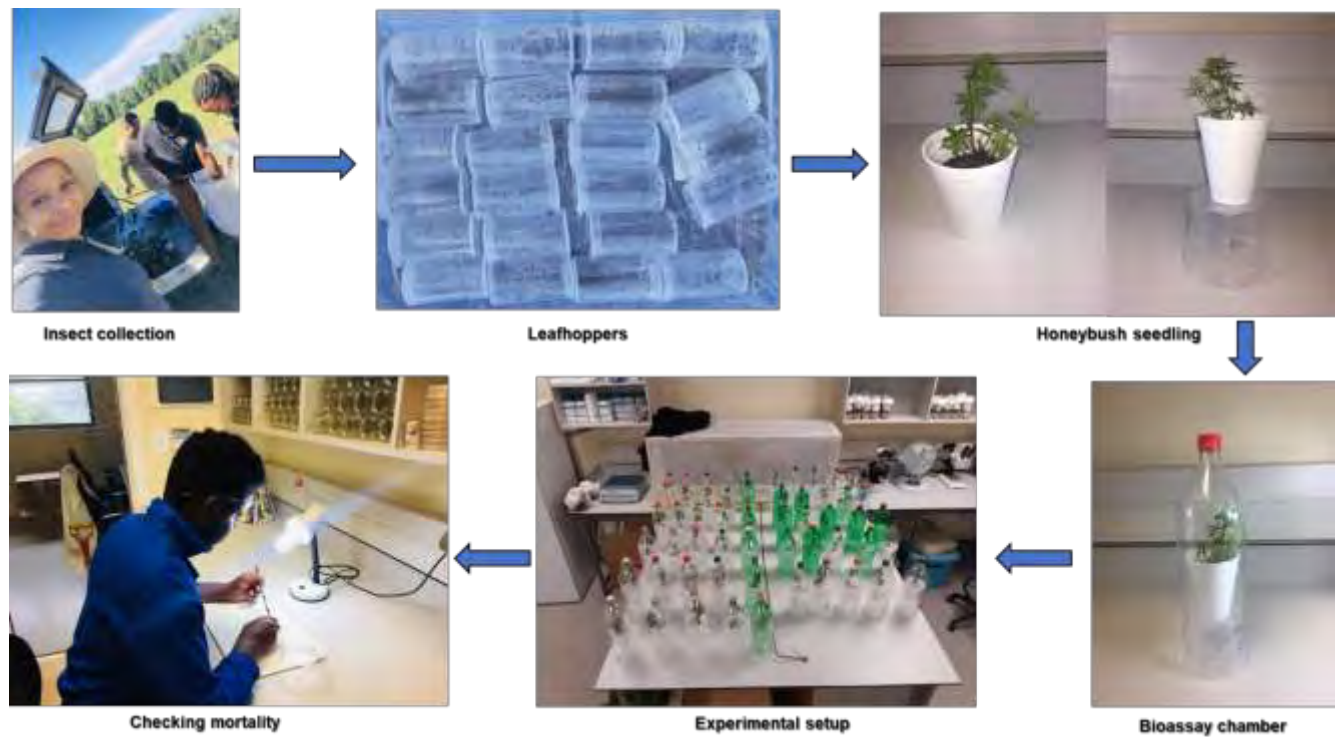 Insect collection
Leafhoppers
Honeybush seedling
Bioassay chamber
Experimental setup
Checking mortality